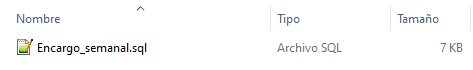 Nombre Tipo Tamaño
Encargo_semanal.sql Archivo SQL 7 KB